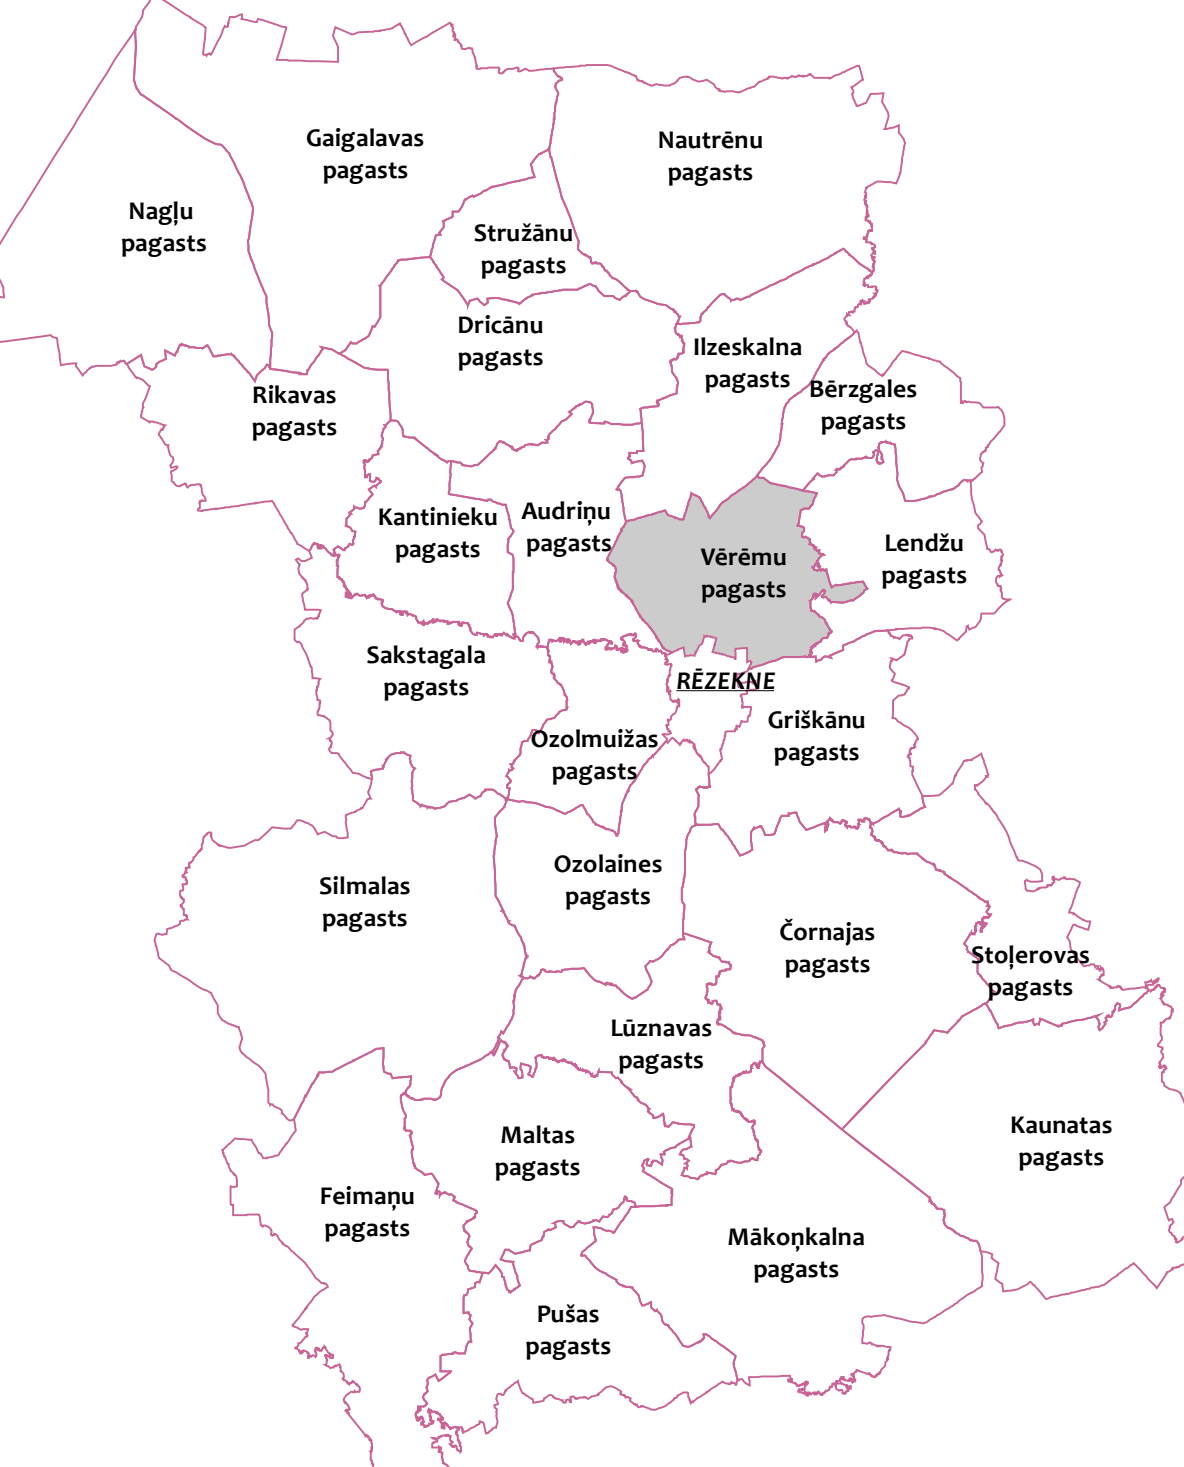 Gaigalavas
pagasts
Nautrēnu
pagasts
Nagļu
pagasts
Stružānu
pagasts
Dricānu
pagasts
Ilzeskalna
pagasts
Rikavas
pagasts
Bērzgales
pagasts
Kantinieku
pagasts
Audriņu
pagasts
Vērēmu
pagasts
Lendžu
pagasts
Sakstagala
pagasts
RĒZEKNE
Ozolmuižas
pagasts
Griškānu
pagasts
Silmalas
pagasts
Ozolaines
pagasts
Čornajas
pagasts
Stoļerovas
pagasts
Lūznavas
pagasts
Maltas
pagasts
Kaunatas
pagasts
Feimaņu
pagasts
Mākoņkalna
pagasts
Pušas
pagasts